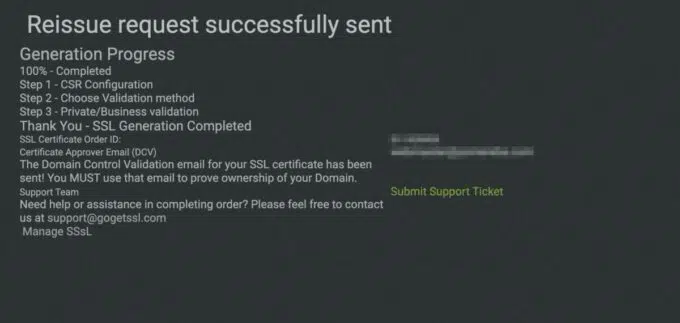 Reissue request successfully sent
Generation Progress
100% - Completed
Step 1 - CSR Configuration
Step 2 - Choose Validation method
Step 3 - Private/Business validation
Thank You - SSL Generation Completed
SSL Certificate Order ID:
Certificate Approver Email (DCV)
The Domain Control Validation email for your SSL certificate has been
sent! You MUST use that email to prove ownership of your Domain.
Support Team
Submit Support Ticket
Need help or assistance in completing order? Please feel free to contact
us at support@gogetssl.com
Manage SSsL